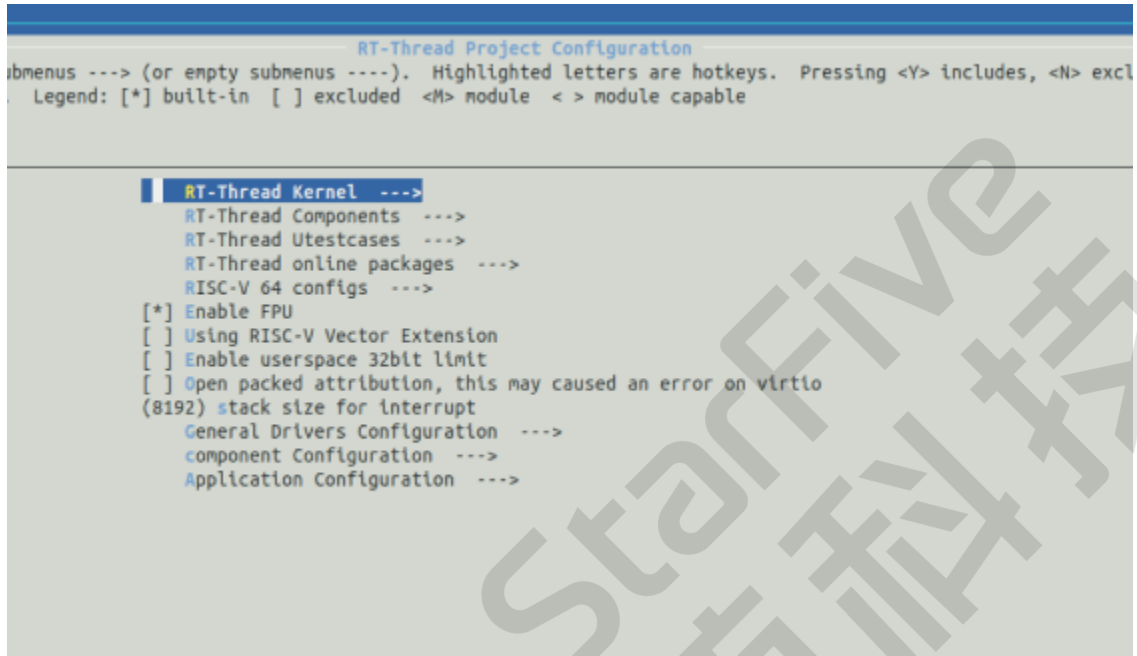 RT-Thread Project Configuration
ubmenus ---> (or empty submenus ----).  Highlighted letters are hotkeys.  Pressing <Y> includes, <N> excl
.  Legend: [*] built-in  [ ] excluded  <M> module  < > module capable
RT-Thread Kernel  --->
RT-Thread Components  --->
RT-Thread Utestcases  --->
RT-Thread online packages  --->
RISC-V 64 configs  --->
[*] Enable FPU
[ ] Using RISC-V Vector Extension
[ ] Enable userspace 32bit limit
[ ] Open packed attribution, this may caused an error on virtio
(8192) stack size for interrupt
General Drivers Configuration  --->
component Configuration  --->
Application Configuration  --->
StarFive
科技